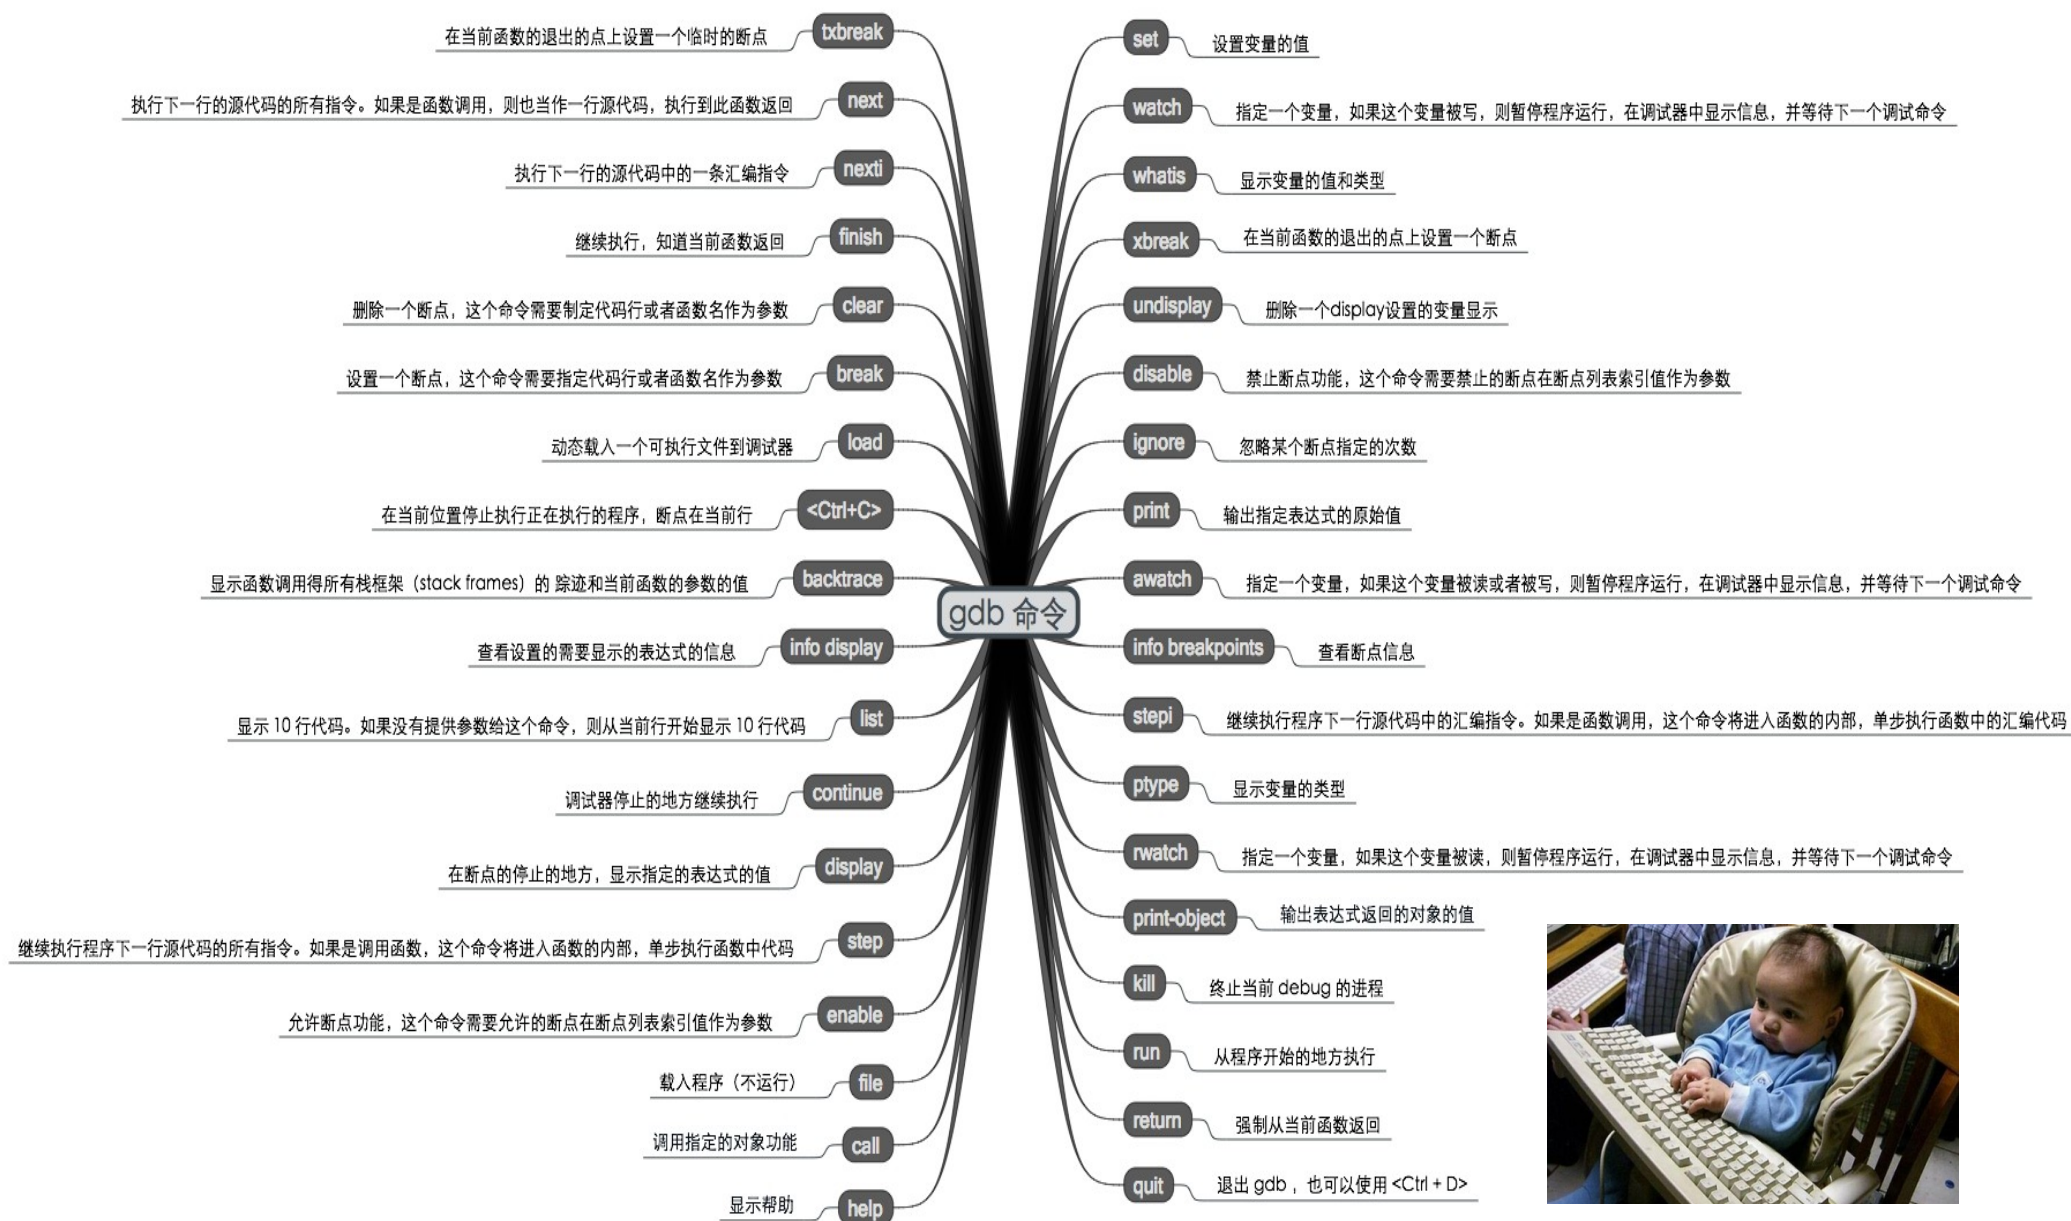 gdb 命令
txbreak
在当前函数的退出的点上设置一个临时的断点
next
执行下一行的源代码的所有指令。如果是函数调用，则也当作一行源代码，执行到此函数返回
nexti
执行下一行的源代码中的一条汇编指令
finish
继续执行，知道当前函数返回
clear
删除一个断点，这个命令需要制定代码行或者函数名作为参数
break
设置一个断点，这个命令需要指定代码行或者函数名作为参数
load
动态载入一个可执行文件到调试器
<Ctrl+C>
在当前位置停止执行正在执行的程序，断点在当前行
backtrace
显示函数调用得所有栈框架（stack frames）的 踪迹和当前函数的参数的值
info display
查看设置的需要显示的表达式的信息
list
显示 10 行代码。如果没有提供参数给这个命令，则从当前行开始显示 10 行代码
continue
调试器停止的地方继续执行
display
在断点的停止的地方，显示指定的表达式的值
step
继续执行程序下一行源代码的所有指令。如果是调用函数，这个命令将进入函数的内部，单步执行函数中代码
enable
允许断点功能，这个命令需要允许的断点在断点列表索引值作为参数
file
载入程序（不运行）
call
调用指定的对象功能
help
显示帮助
set
设置变量的值
watch
指定一个变量，如果这个变量被写，则暂停程序运行，在调试器中显示信息，并等待下一个调试命令
whatis
显示变量的值和类型
xbreak
在当前函数的退出的点上设置一个断点
undisplay
删除一个display设置的变量显示
disable
禁止断点功能，这个命令需要禁止的断点在断点列表索引值作为参数
ignore
忽略某个断点指定的次数
print
输出指定表达式的原始值
awatch
指定一个变量，如果这个变量被读或者被写，则暂停程序运行，在调试器中显示信息，并等待下一个调试命令
info breakpoints
查看断点信息
stepi
继续执行程序下一行源代码中的汇编指令。如果是函数调用，这个命令将进入函数的内部，单步执行函数中的汇编代码
ptype
显示变量的类型
rwatch
指定一个变量，如果这个变量被读，则暂停程序运行，在调试器中显示信息，并等待下一个调试命令
print-object
输出表达式返回的对象的值
kill
终止当前 debug 的进程
run
从程序开始的地方执行
return
强制从当前函数返回
quit
退出 gdb ，也可以使用 <Ctrl + D>